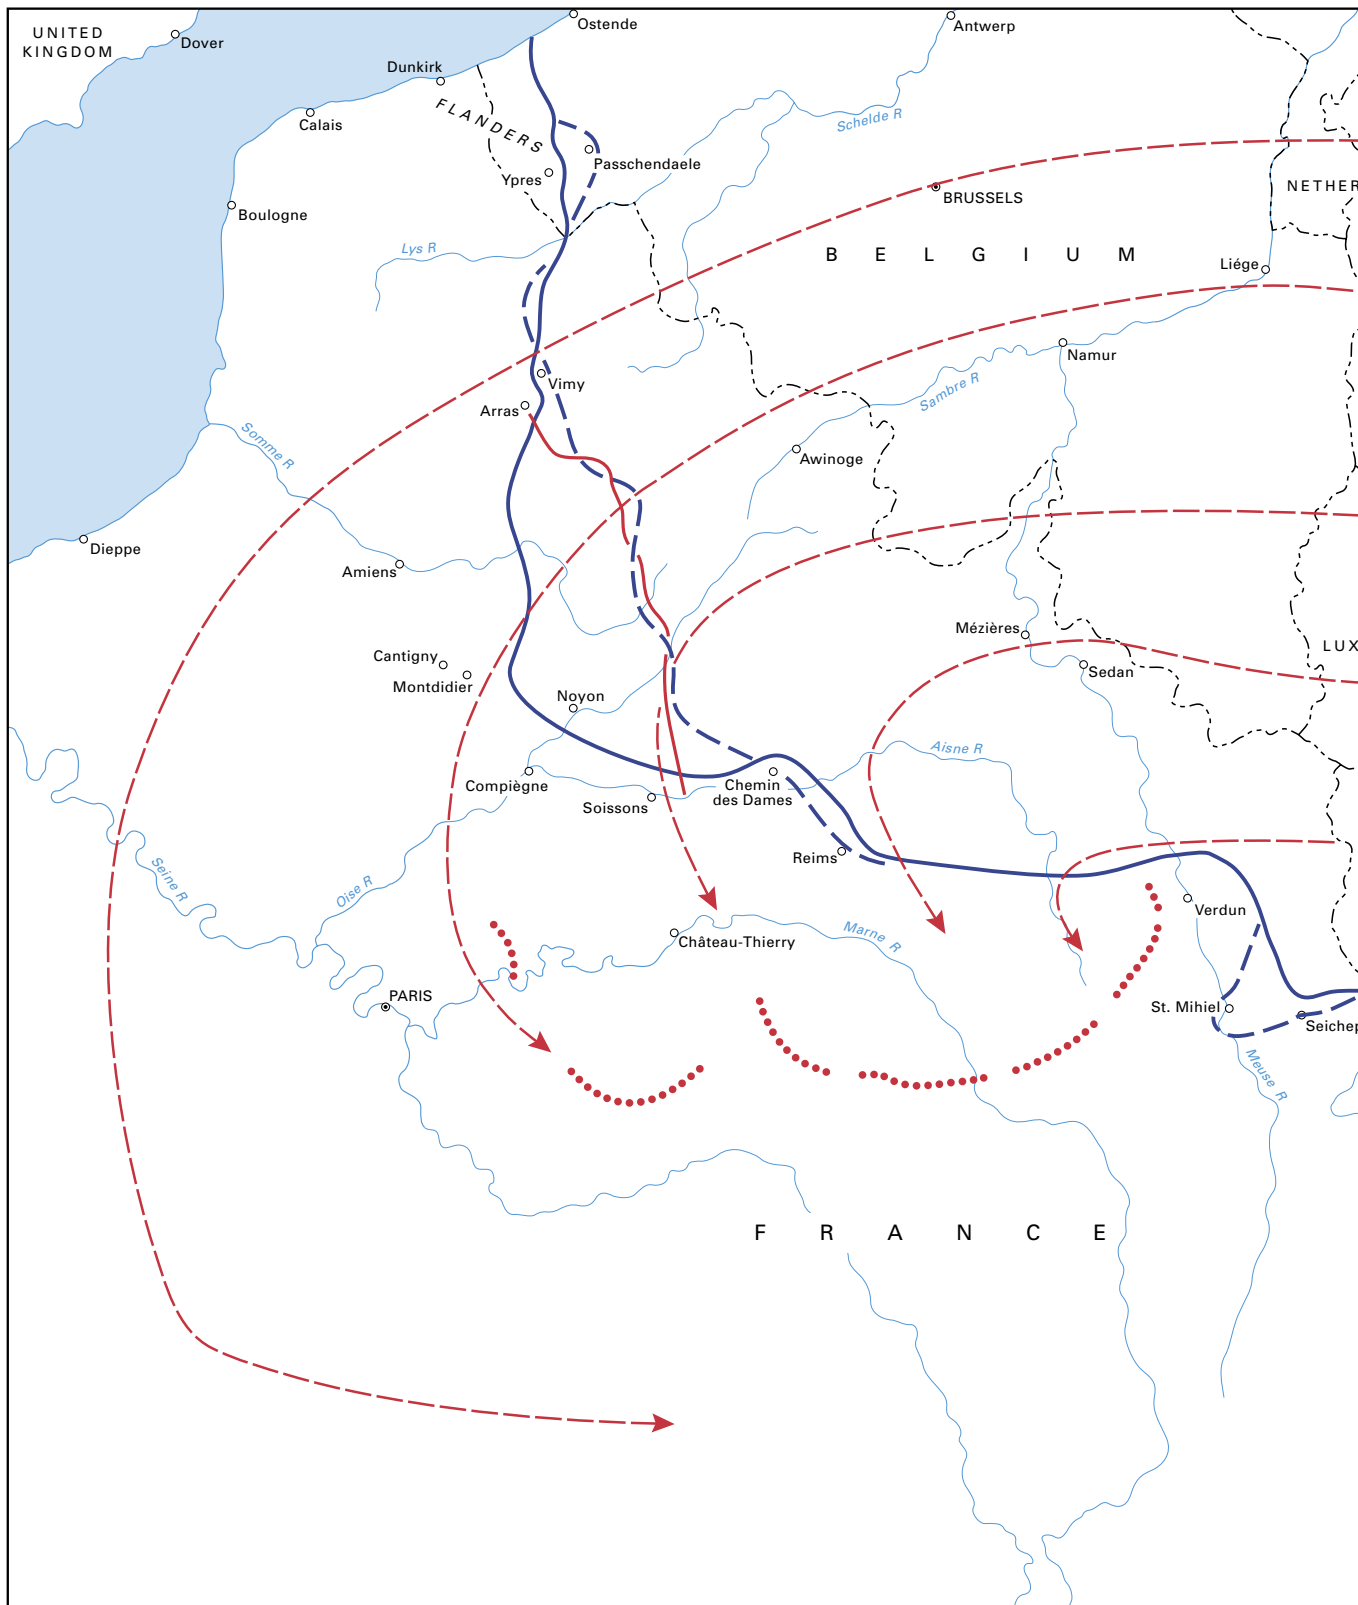 UNITED
KINGDOM
Dover
Ostende
Antwerp
Dunkirk
FLANDERS
Calais
Schelde R
Passchendaele
Ypres
NETHER
BRUSSELS
Boulogne
Lys R
BELGIUM
Liége
Namur
Vimy
Sambre R
Arras
Somme R
Awinoge
Dieppe
Amiens
Mézières
LUX
Cantigny
Sedan
Montdidier
Noyon
Aisne R
Compiègne
Chemin
des Dames
Soissons
Reims
Seine R
Oise R
Verdun
Château-Thierry
Marne R
PARIS
St. Mihiel
Seichep
Meuse R
FRANCE